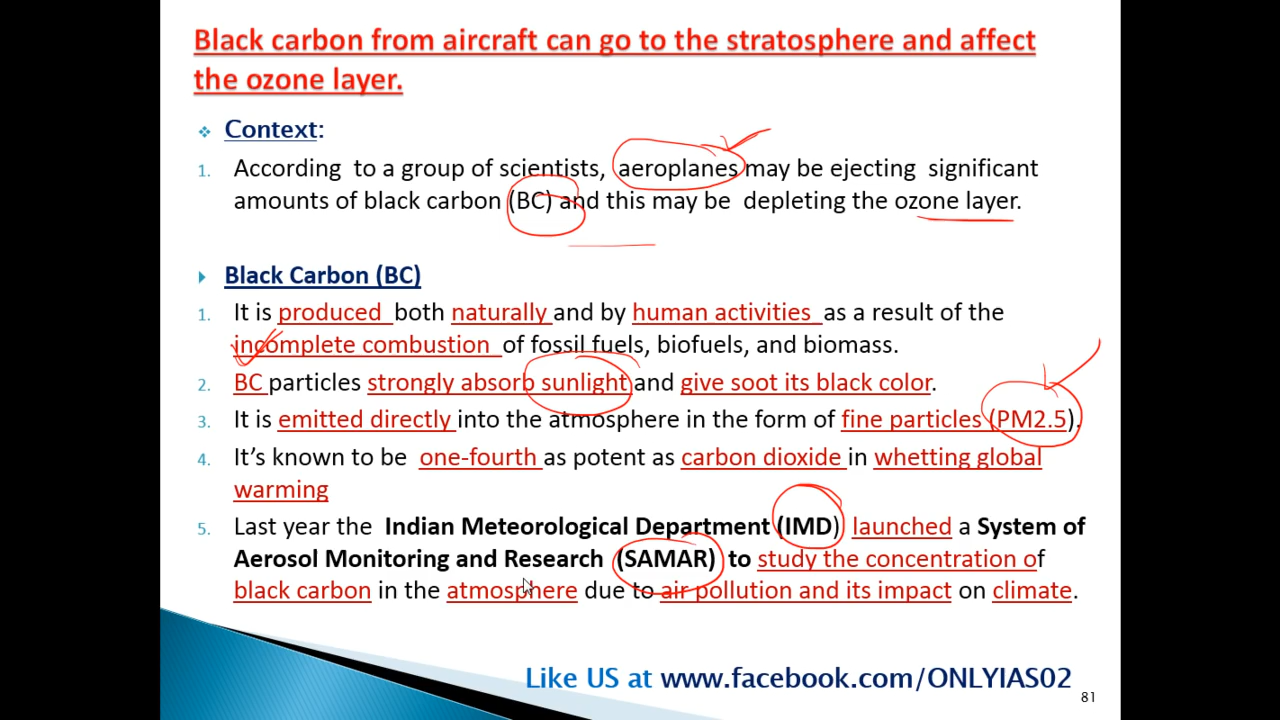 Black carbon from aircraft can go to the stratosphere and affect
the ozone layer.
❖ Context:
1. According to a group of scientists, aeroplanes may be ejecting significant
amounts of black carbon (BC) and this may be depleting the ozone layer.
Black Carbon (BC)
1. It is produced both naturally and by human activities as a result of the
incomplete combustion of fossil fuels, biofuels, and biomass.
2. BC particles strongly absorb sunlight and give soot its black color.
3. It is emitted directly into the atmosphere in the form of fine particles (PM2.5).
4. It’s known to be one-fourth as potent as carbon dioxide in whetting global
warming
5. Last year the Indian Meteorological Department (IMD) launched a System of
Aerosol Monitoring and Research (SAMAR) to study the concentration of
black carbon in the atmosphere due to air pollution and its impact on climate.
Like US at www.facebook.com/ONLYIAS02
81